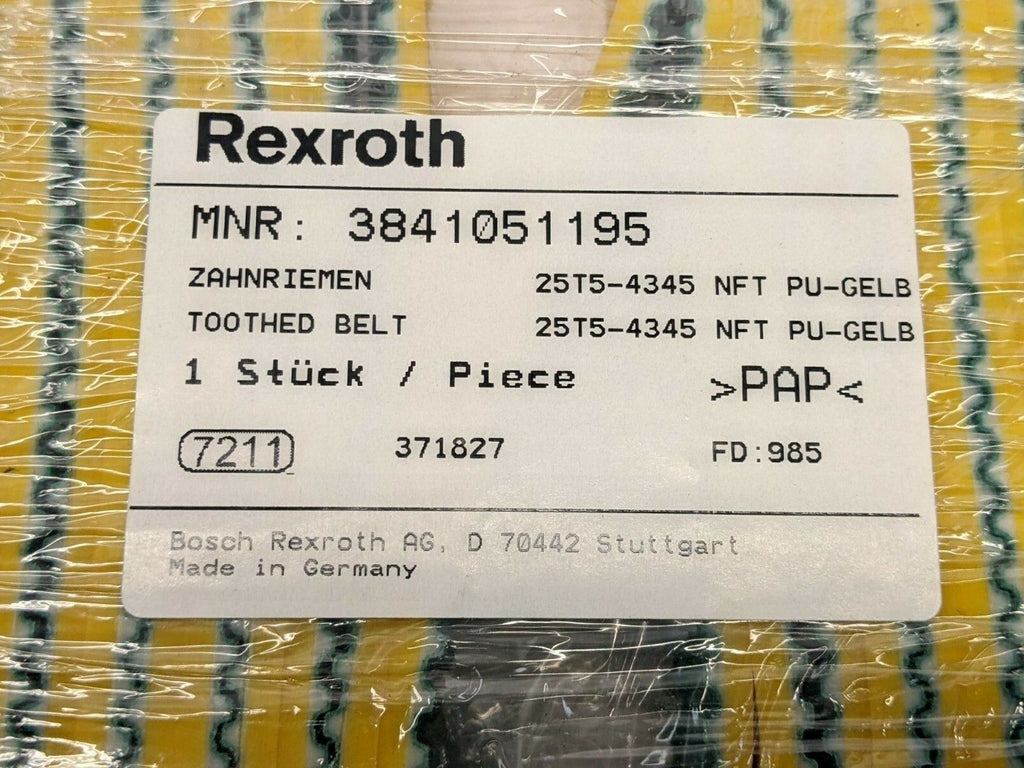 Rexroth
MNR: 3841051195
ZAHNRIEMEN 25T5-4345 NFT PU-GELB
TOOTHED BELT 25T5-4345 NFT PU-GELB
1 Stück / Piece >PAP<
7211 371827 FD:985
Bosch Rexroth AG, D 70442 Stuttgart
Made in Germany